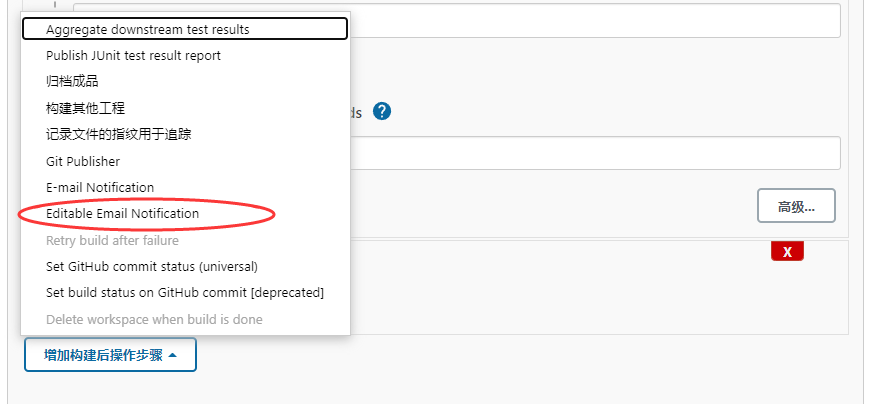 Aggregate downstream test results
Publish JUnit test result report
归档成品
构建其他工程
记录文件的指纹用于追踪
ds ?
Git Publisher
E-mail Notification
Editable Email Notification
高级...
Retry build after failure
X
Set GitHub commit status (universal)
Set build status on GitHub commit [deprecated]
Delete workspace when build is done
增加构建后操作步骤